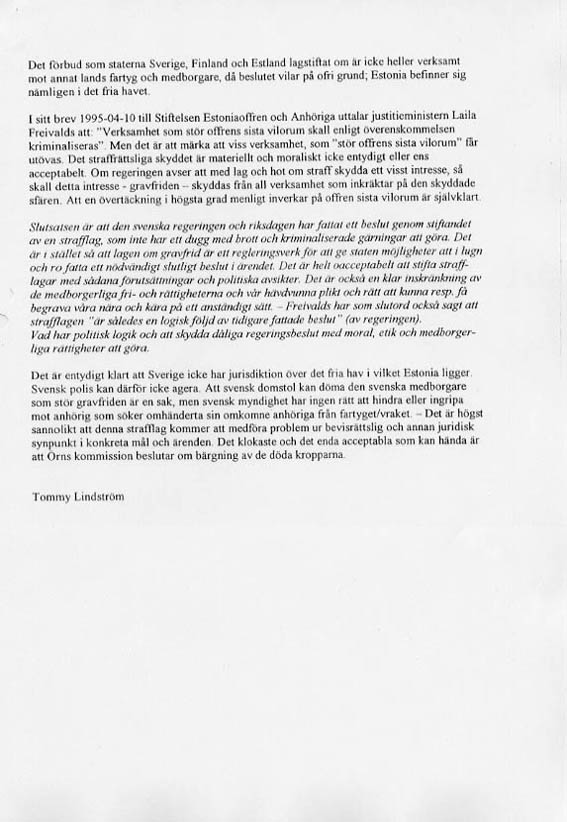 Det förbud som staterna Sverige, Finland och Estland lagstiftat om är icke heller verksamt
mot annat lands fartyg och medborgare, då beslutet vilar på ofri grund; Estonia befinner sig
nämligen i det fria havet.
I sitt brev 1995-04-10 till Stiftelsen Estoniaoffren och Anhöriga uttalar justitieministern Laila
Freivalds att: "Verksamhet som stör offrens sista vilorum skall enligt överenskommelsen
kriminaliseras". Men det är att märka att viss verksamhet, som "stör offrens sista vilorum" får
utövas. Det straffrättsliga skyddet är materiellt och moraliskt icke entydigt eller ens
acceptabelt. Om regeringen avser att med lag och hot om straff skydda ett visst intresse, så
skall detta intresse - gravfriden – skyddas från all verksamhet som inkräktar på den skyddade
sfären. Att en övertäckning i högsta grad menligt inverkar på offren sista vilorum är självklart.
Slutsatsen är att den svenska regeringen och riksdagen har fattat ett beslut genom stiftandet
av en strafflag, som inte har ett dugg med brott och kriminaliserade gärningar att göra. Det
är i stället så att lagen om gravfrid är ett regleringsverk för att ge staten möjligheter att i lugn
och ro fatta ett nödvändigt slutligt beslut i ärendet. Det är helt oacceptabelt att stifta straff-
lagar med sådana förutsättningar och politiska avsikter. Det är också en klar inskränkning av
de medborgerliga fri- och rättigheterna och vår hävdvunna plikt och rätt att kunna resp. få
begrava våra nära och kära på ett anständigt sätt. – Freivalds har som slutord också sagt att
strafflagen "är således en logisk följd av tidigare fattade beslut" (av regeringen).
Vad har politisk logik och att skydda dåliga regeringsbeslut med moral, etik och medborger-
liga rättigheter att göra.
Det är entydigt klart att Sverige icke har jurisdiktion över det fria hav i vilket Estonia ligger.
Svensk polis kan därför icke agera. Att svensk domstol kan döma den svenska medborgare
som stör gravfriden är en sak, men svensk myndighet har ingen rätt att hindra eller ingripa
mot anhörig som söker omhänderta sin omkomne anhöriga från fartyget/vraket. – Det är högst
sannolikt att denna strafflag kommer att medföra problem ur bevisrättslig och annan juridisk
synpunkt i konkreta mål och ärenden. Det klokaste och det enda acceptabla som kan hända är
att Örns kommission beslutar om bärgning av de döda kropparna.
Tommy Lindström